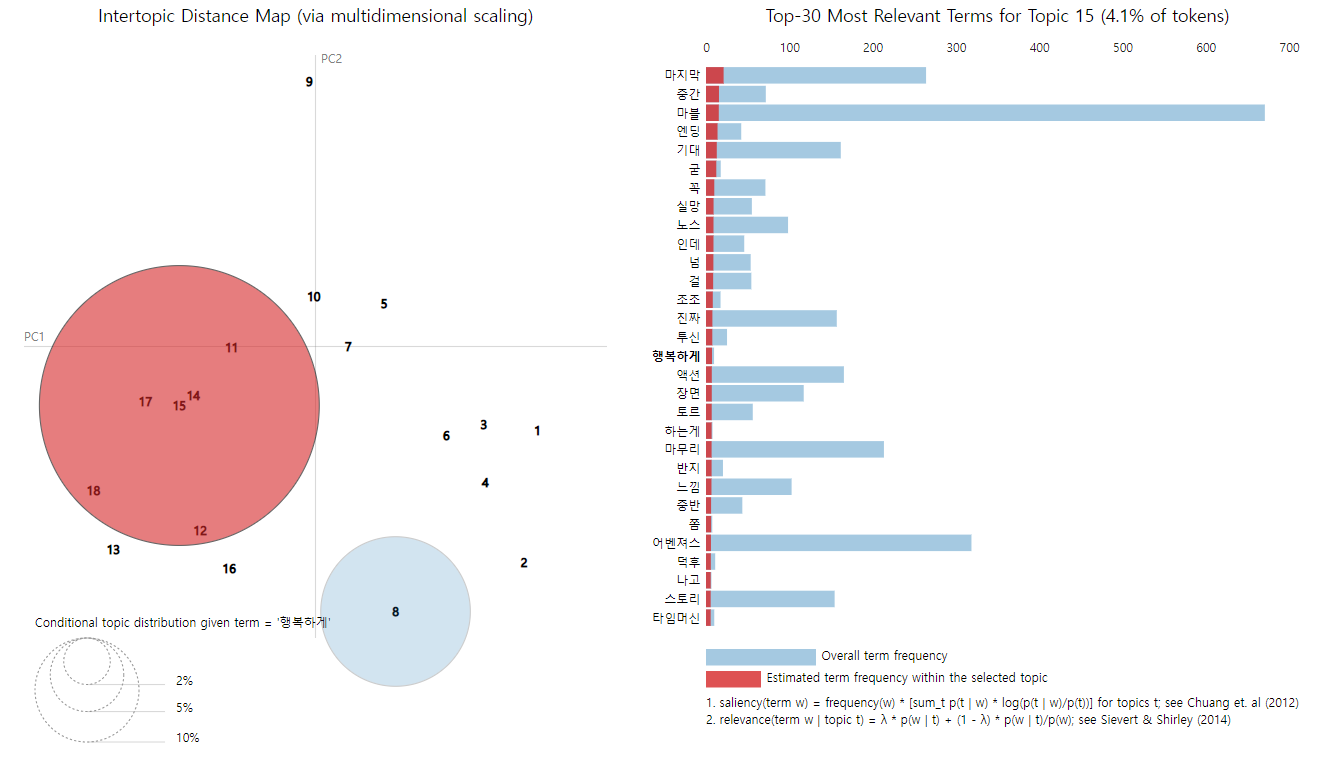 Intertopic Distance Map (via multidimensional scaling)
PC2
PC1
9
10
5
7
11
17
15
14
3
6
1
4
18
12
13
16
2
8
Conditional topic distribution given term = '행복하게'
2%
5%
10%
Top-30 Most Relevant Terms for Topic 15 (4.1% of tokens)
0 100 200 300 400 500 600 700
마지막
중간
마블
엔딩
기대
굳
꼭
실망
노스
인데
넘
걸
조조
진짜
투신
행복하게
액션
장면
토르
하는게
마무리
반지
느낌
중반
쫌
어벤져스
덕후
나고
스토리
타임머신
Overall term frequency
Estimated term frequency within the selected topic
1. saliency(term w) = frequency(w) * [sum_t p(t | w) * log(p(t | w)/p(t))] for topics t; see Chuang et. al (2012)
2. relevance(term w | topic t) = λ * p(w | t) + (1 - λ) * p(w | t)/p(w); see Sievert & Shirley (2014)